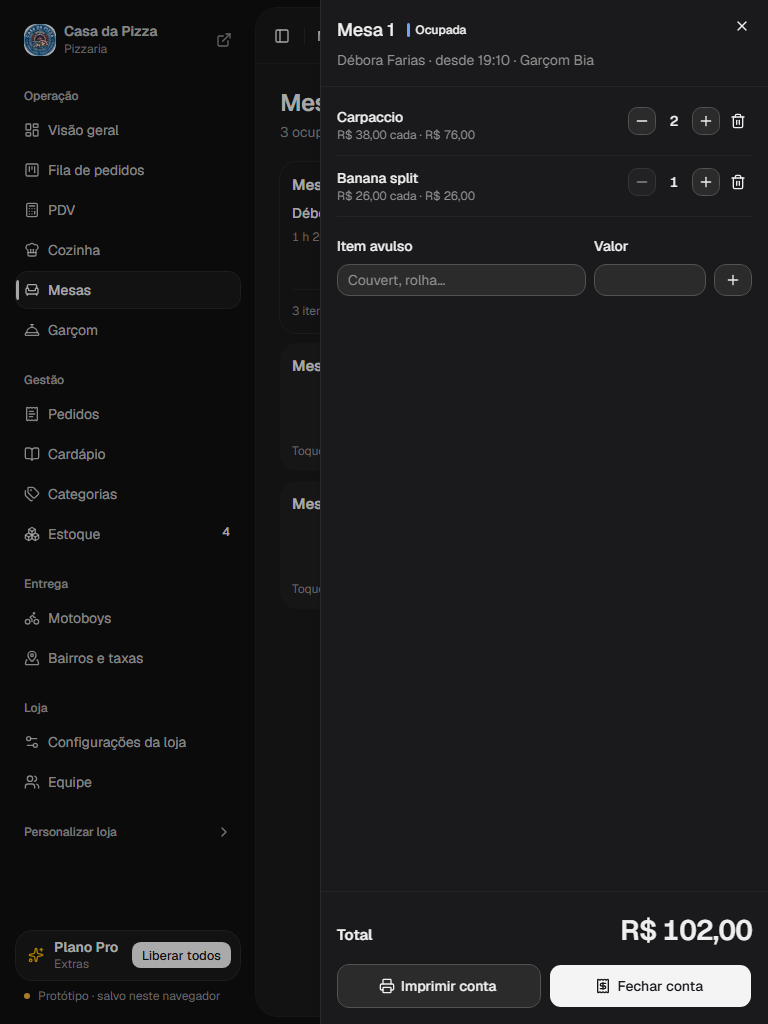 Casa da Pizza
Pizzaria
Operação
Visão geral
Fila de pedidos
PDV
Cozinha
Mesas
Garçom
Gestão
Pedidos
Cardápio
Categorias
Estoque
4
Entrega
Motoboys
Bairros e taxas
Loja
Configurações da loja
Equipe
Personalizar loja
Plano Pro
Extras
Liberar todos
Protótipo · salvo neste navegador
Mes
3 ocup
Mes
Débo
1 h 2
3 iter
Mes
Toque
Mes
Toque
Mesa 1
Ocupada
Débora Farias · desde 19:10 · Garçom Bia
Carpaccio
R$ 38,00 cada · R$ 76,00
2
Banana split
R$ 26,00 cada · R$ 26,00
1
Item avulso
Valor
Couvert, rolha...
Total
R$ 102,00
Imprimir conta
Fechar conta